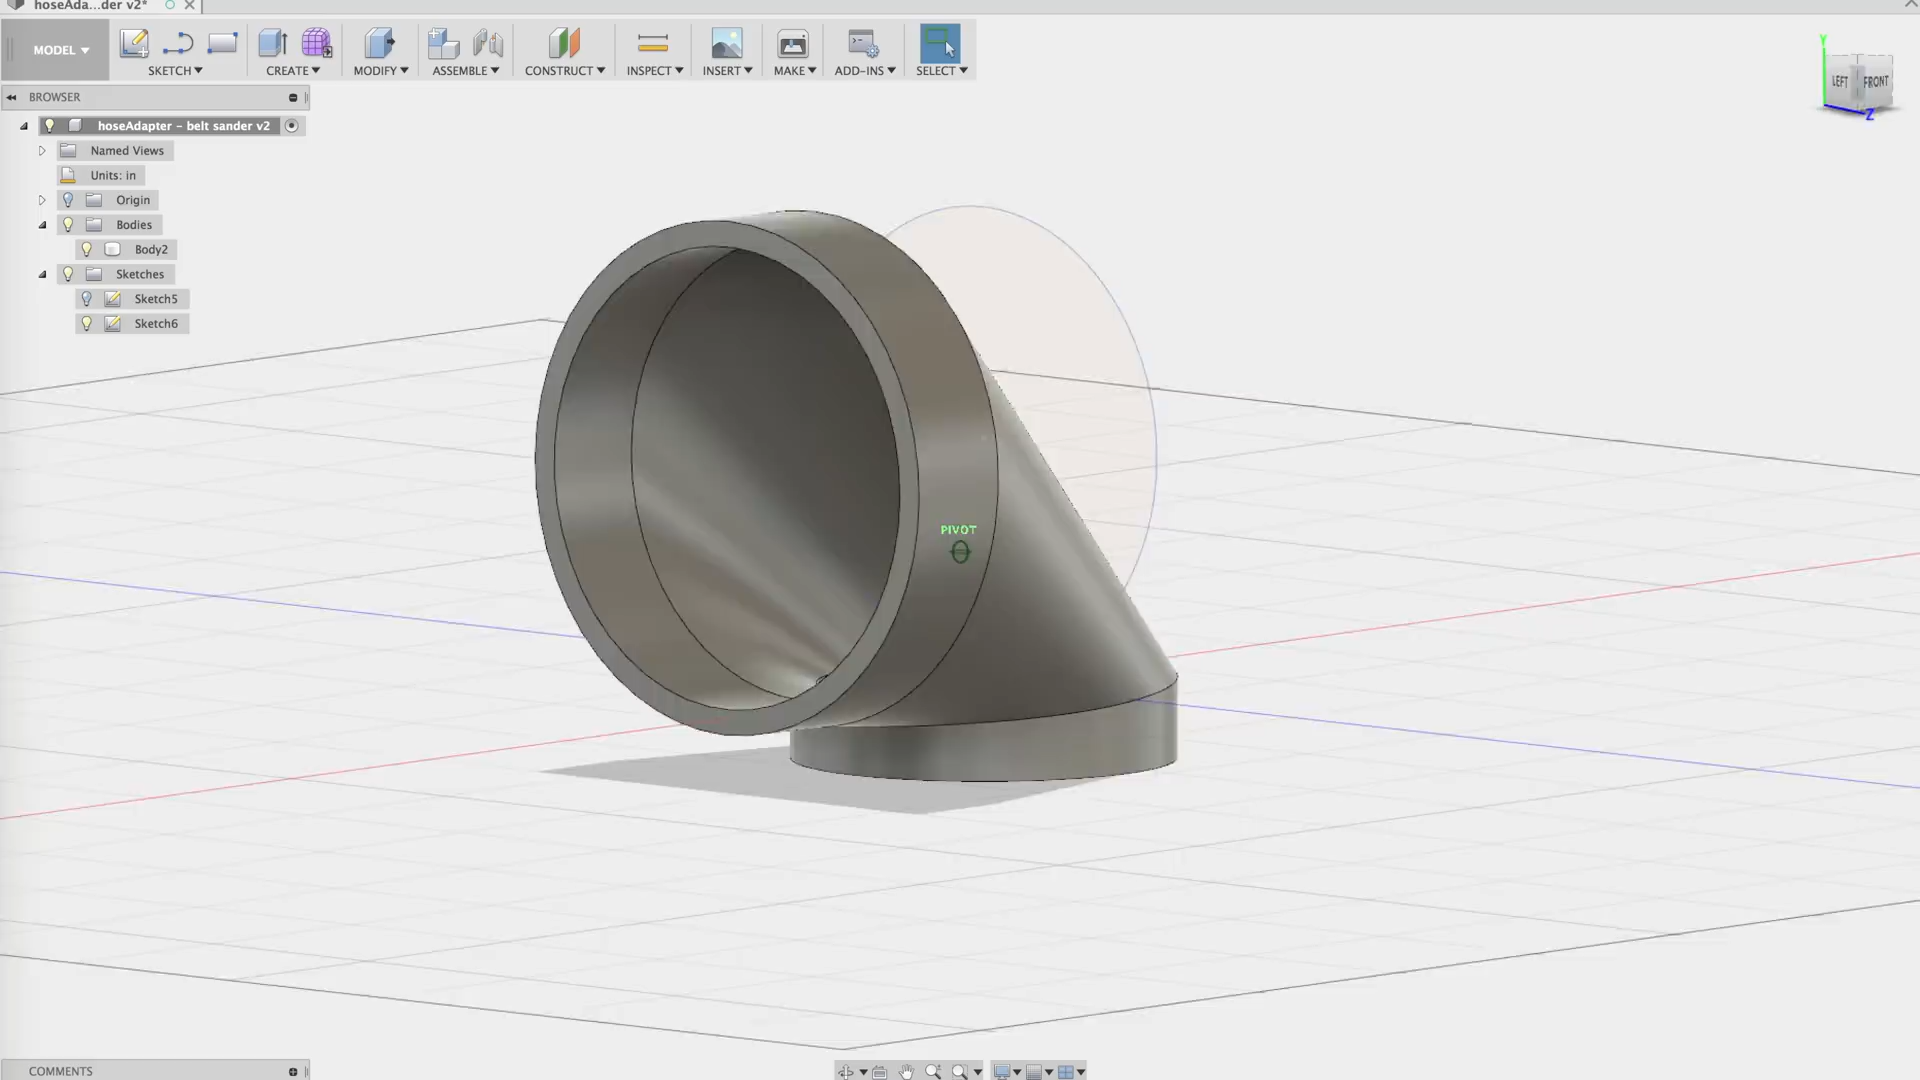 hoseAda...der v2*
MODEL
SKETCH
CREATE
MODIFY
ASSEMBLE
CONSTRUCT
INSPECT
INSERT
MAKE
ADD-INS
SELECT
Y
LEFT
FRONT
Z
BROWSER
hoseAdapter - belt sander v2
Named Views
Units: in
Origin
Bodies
Body2
Sketches
Sketch5
Sketch6
PIVOT
COMMENTS